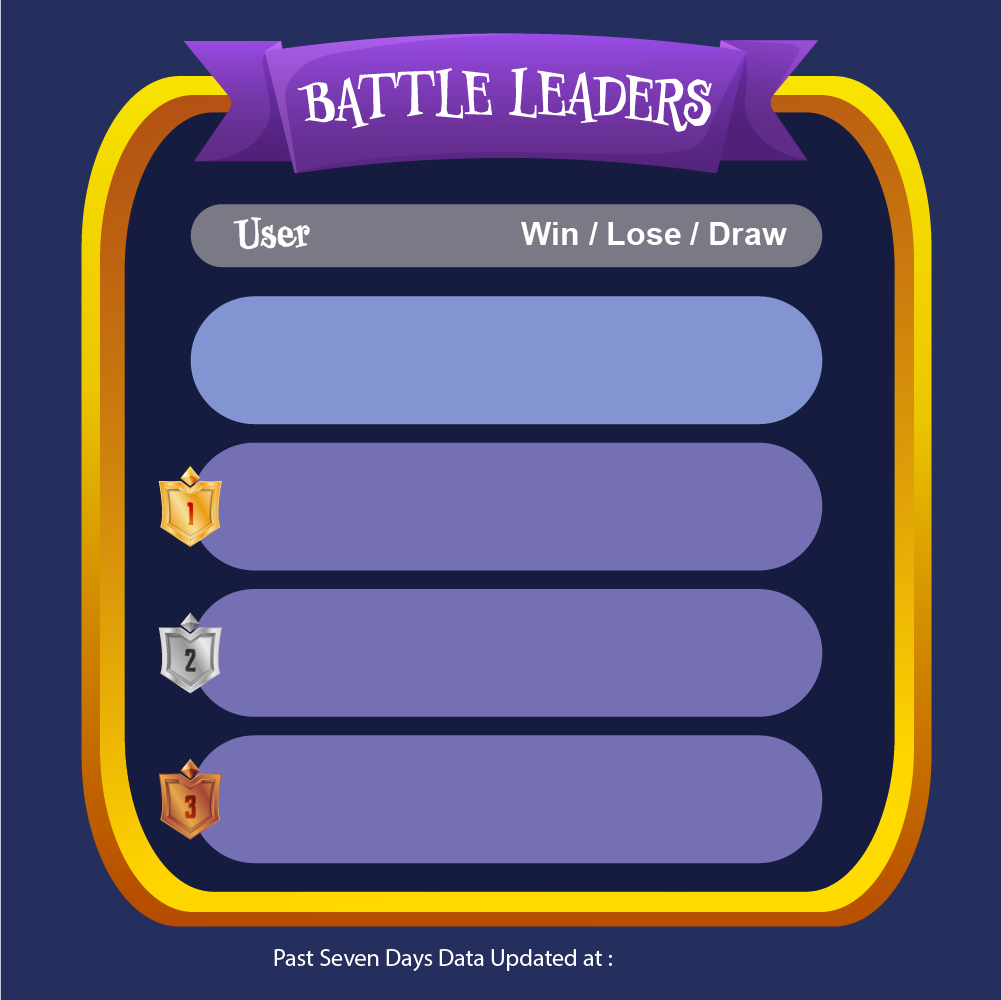 BATTLE LEADERS
User Win / Lose / Draw
1
2
3
Past Seven Days Data Updated at :